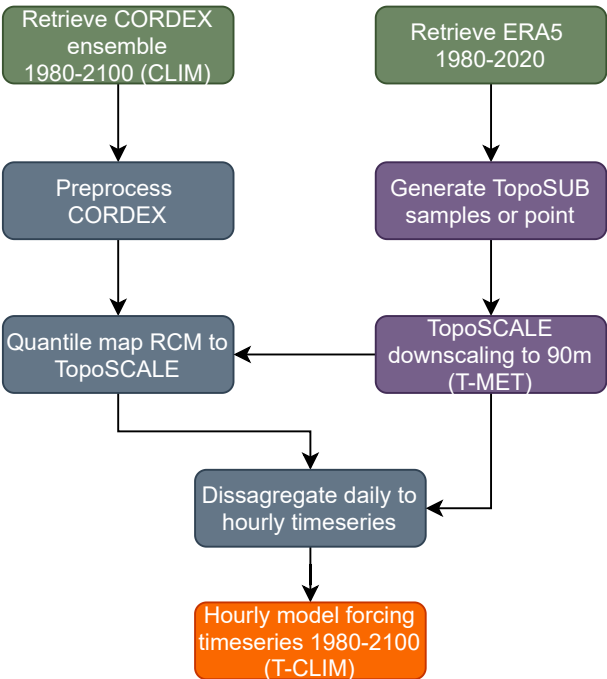 Retrieve CORDEX
ensemble
1980-2100 (CLIM)
Retrieve ERA5
1980-2020
Preprocess
CORDEX
Generate TopoSUB
samples or point
Quantile map RCM to
TopoSCALE
TopoSCALE
downscaling to 90m
(T-MET)
Dissagregate daily to
hourly timeseries
Hourly model forcing
timeseries 1980-2100
(T-CLIM)